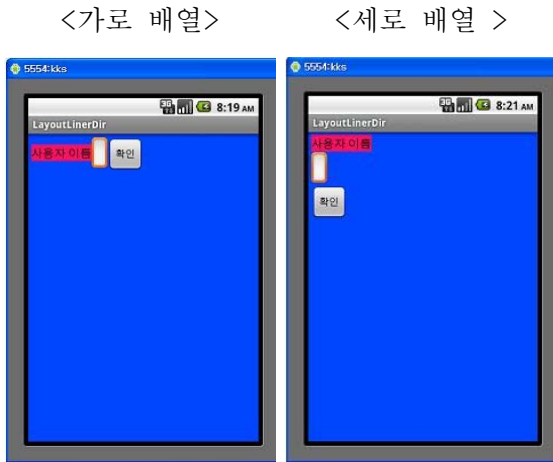 <가로 배열>
<세로 배열 >
5554:kks
8:19 AM
LayoutLinerDir
사용자 이름
확인
5554:kks
8:21 AM
LayoutLinerDir
사용자 이름
확인